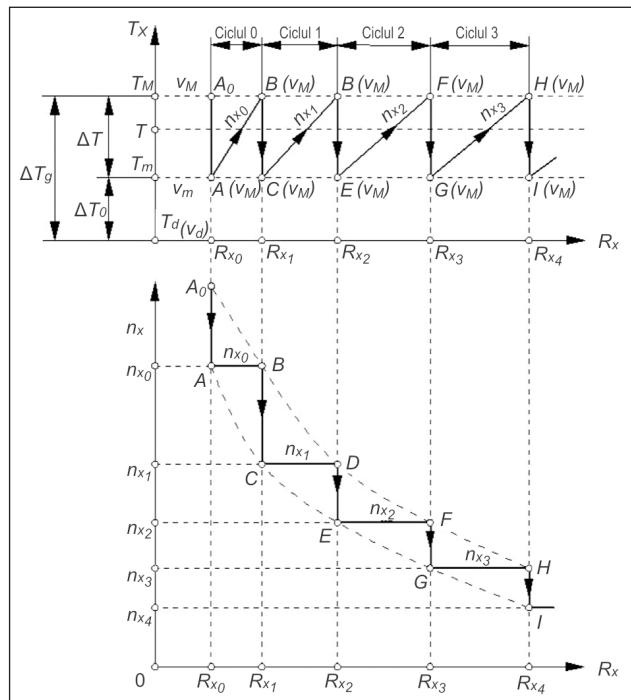 T_X
Ciclul 0 Ciclul 1 Ciclul 2 Ciclul 3
T_M v_M A_0 B (v_M) B (v_M) F (v_M) H (v_M)
n_x0 n_x1 n_x2 n_x3
T
ΔT
ΔT_g
T_m v_m A (v_M) C (v_M) E (v_M) G (v_M) I (v_M)
ΔT_0
T_d (v_d)
R_x0 R_x1 R_x2 R_x3 R_x4 R_x
A_0
n_x
n_x0 A n_x0 B
n_x1 C n_x1 D
n_x2 E n_x2 F
n_x3 G n_x3 H
n_x4 I
0 R_x0 R_x1 R_x2 R_x3 R_x4 R_x